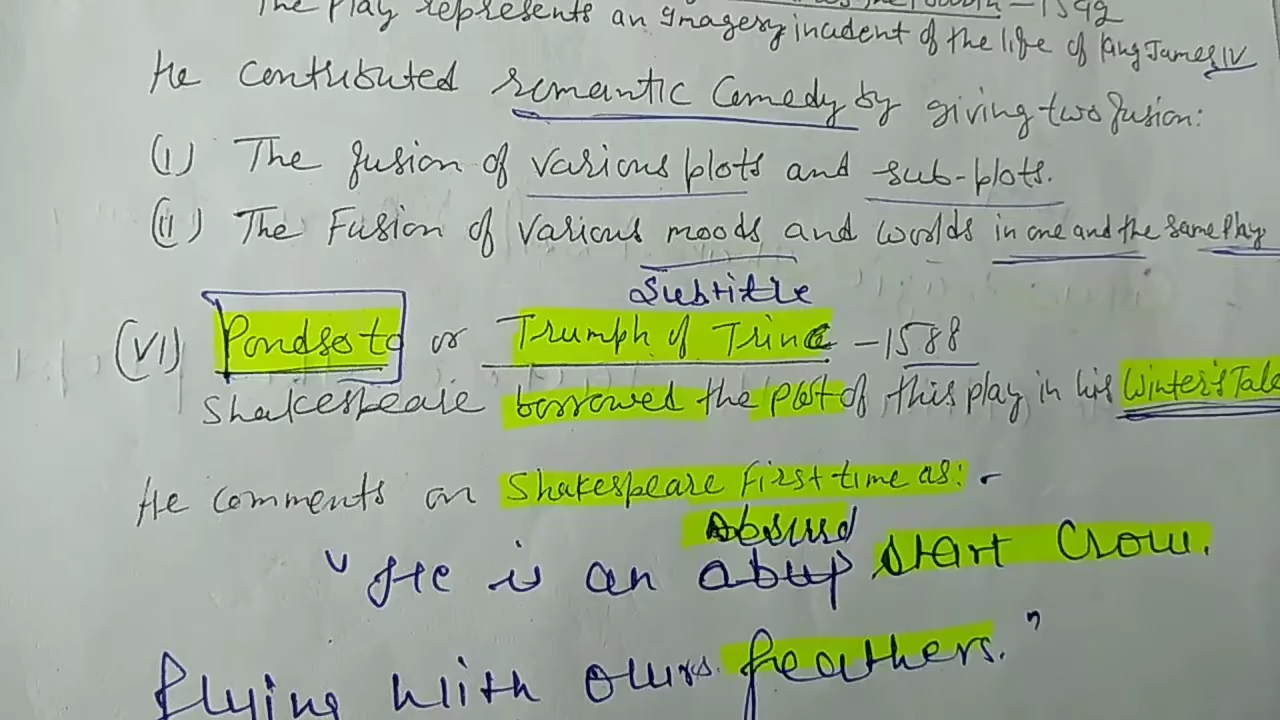 The Play represents an Imagery incident of the life of King James IV - 1592
He contributed romantic Comedy by giving two fusion:
(I) The fusion of various plots and sub-plots.
(II) The Fusion of various moods and worlds in one and the same Play
Subtitle
(VI) Pandosto or Trumph of Trine - 1588
Shakespeare borrowed the plot of this play in his Winter's Tale
He comments on Shakespeare First time as: -
Absurd
"He is an abup start Crow.
flying with ours feathers."